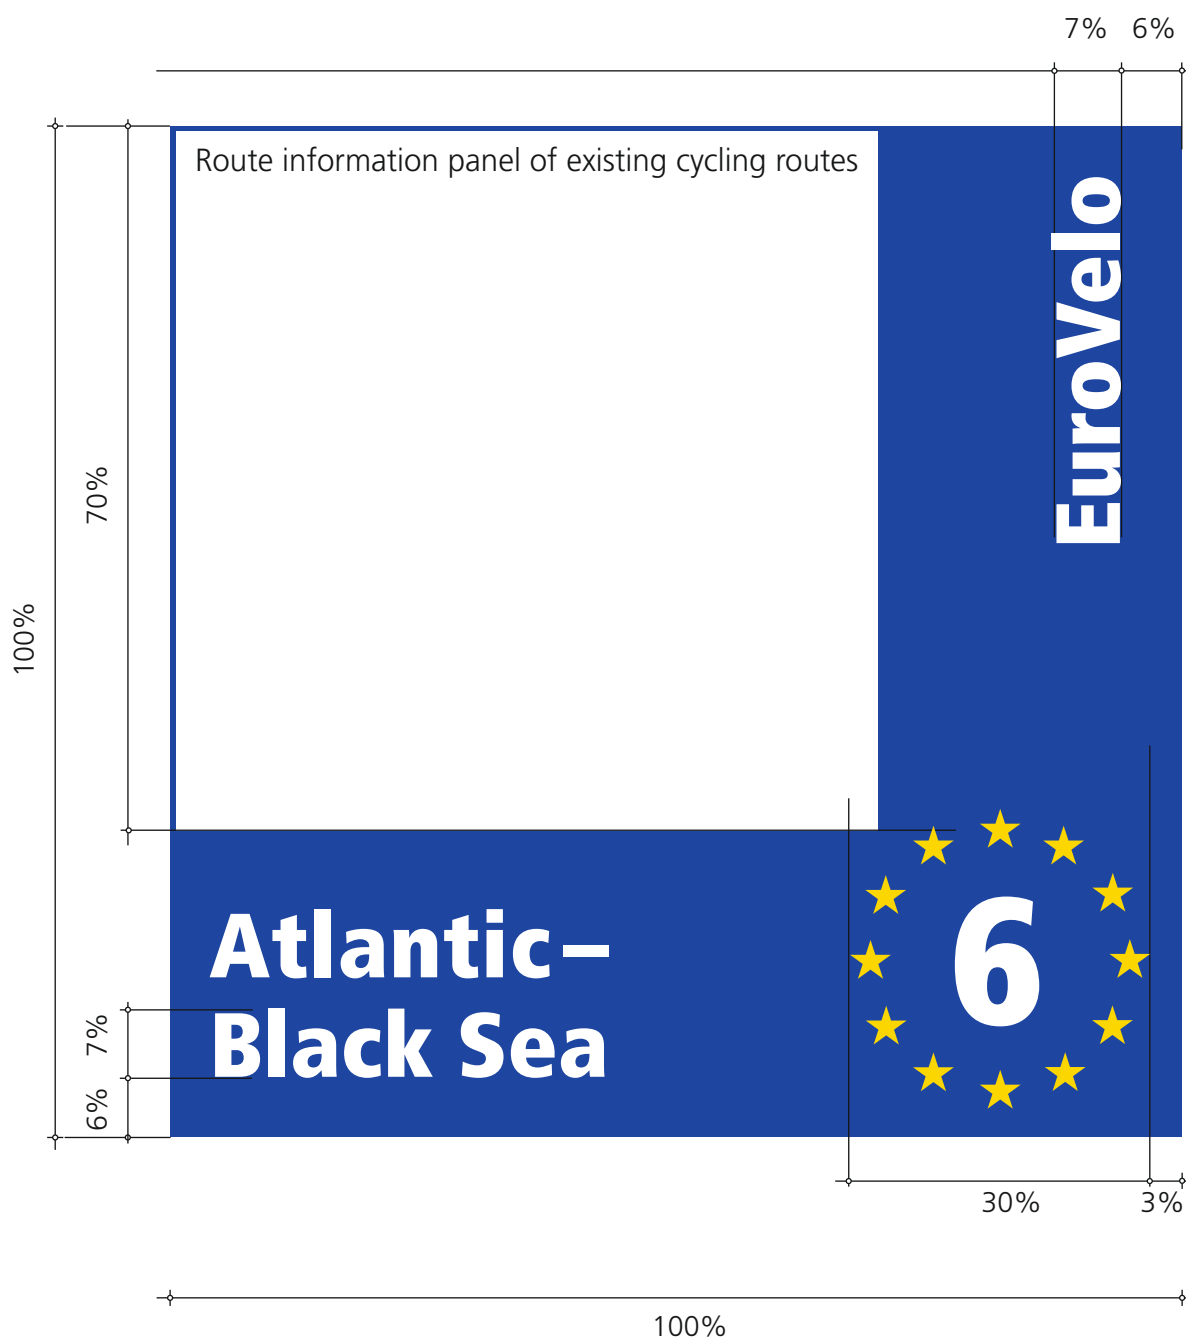 7% 6%
Route information panel of existing cycling routes
EuroVelo
70%
100%
Atlantic–
Black Sea
6
7%
6%
30% 3%
100%